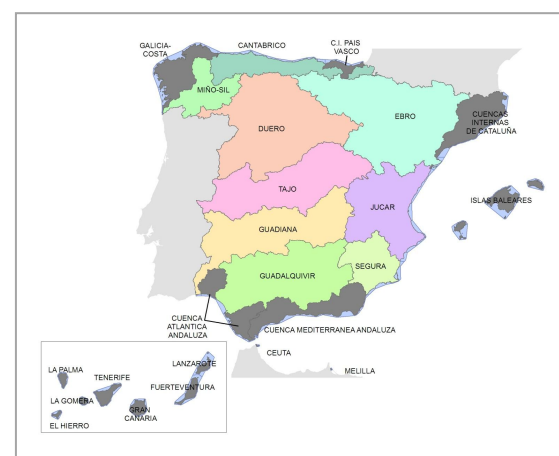 GALICIA-
COSTA
CANTABRICO
C.I. PAIS
VASCO
MIÑO-SIL
DUERO
EBRO
CUENCAS
INTERNAS
DE CATALUÑA
TAJO
JUCAR
ISLAS BALEARES
GUADIANA
SEGURA
GUADALQUIVIR
CUENCA
ATLANTICA
ANDALUZA
CUENCA MEDITERRANEA ANDALUZA
CEUTA
MELILLA
LA PALMA
TENERIFE
LANZAROTE
LA GOMERA
FUERTEVENTURA
EL HIERRO
GRAN
CANARIA